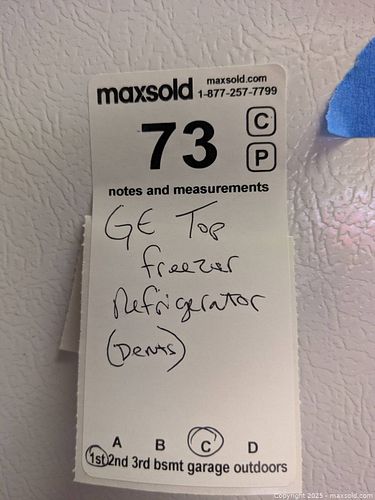 maxsold maxsold.com
1-877-257-7799
73 C
P
notes and measurements
GE Top
freezer
Refrigerator
(Dents)
A B C D
1st 2nd 3rd bsmt garage outdoors
Copyright 2025 - maxsold.com